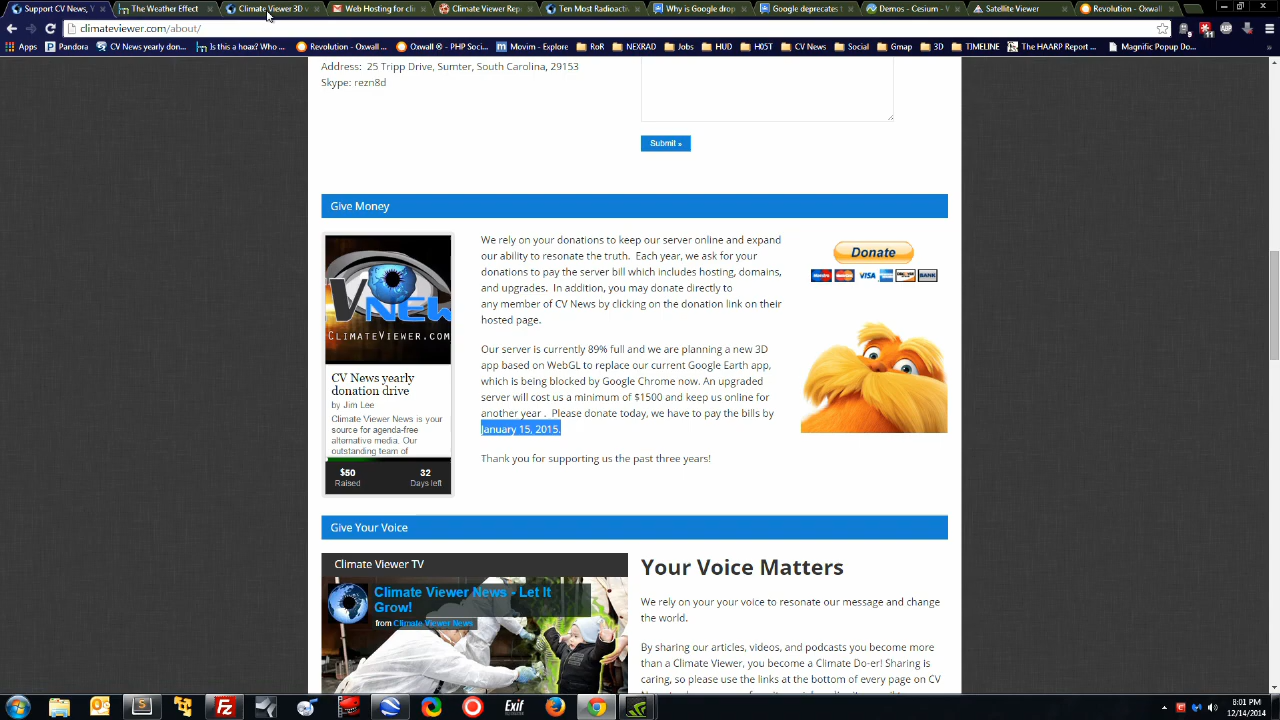 Support CV News, V
The Weather Effect
Climate Viewer 3D v
Web Hosting for cli
Climate Viewer Rep
Ten Most Radioactiv
Why is Google drop
Google deprecates t
Demos - Cesium - V
Satellite Viewer
Revolution - Oxwall
climateviewer.com/about/
Apps
Pandora
CV News yearly don...
Is this a hoax? Who ...
Revolution - Oxwall ...
Oxwall ® - PHP Soci...
Movim - Explore
RoR
NEXRAD
Jobs
HUD
H05T
CV News
Social
Gmap
3D
TIMELINE
The HAARP Report ...
Magnific Popup Do...
Address: 25 Tripp Drive, Sumter, South Carolina, 29153
Skype: rezn8d
Submit »
Give Money
V
NEW
CLIMATEVIEWER.COM
CV News yearly
donation drive
by Jim Lee
Climate Viewer News is your
source for agenda-free
alternative media. Our
outstanding team of
$50
Raised
32
Days left
We rely on your donations to keep our server online and expand
our ability to resonate the truth. Each year, we ask for your
donations to pay the server bill which includes hosting, domains,
and upgrades. In addition, you may donate directly to
any member of CV News by clicking on the donation link on their
hosted page.
Our server is currently 89% full and we are planning a new 3D
app based on WebGL to replace our current Google Earth app,
which is being blocked by Google Chrome now. An upgraded
server will cost us a minimum of $1500 and keep us online for
another year . Please donate today, we have to pay the bills by
January 15, 2015.
Thank you for supporting us the past three years!
Donate
VISA
BANK
Give Your Voice
Climate Viewer TV
Climate Viewer News - Let It
Grow!
from Climate Viewer News
Your Voice Matters
We rely on your your voice to resonate our message and change
the world.
By sharing our articles, videos, and podcasts you become more
than a Climate Viewer, you become a Climate Do-er! Sharing is
caring, so please use the links at the bottom of every page on CV
Exif
8:01 PM
12/14/2014